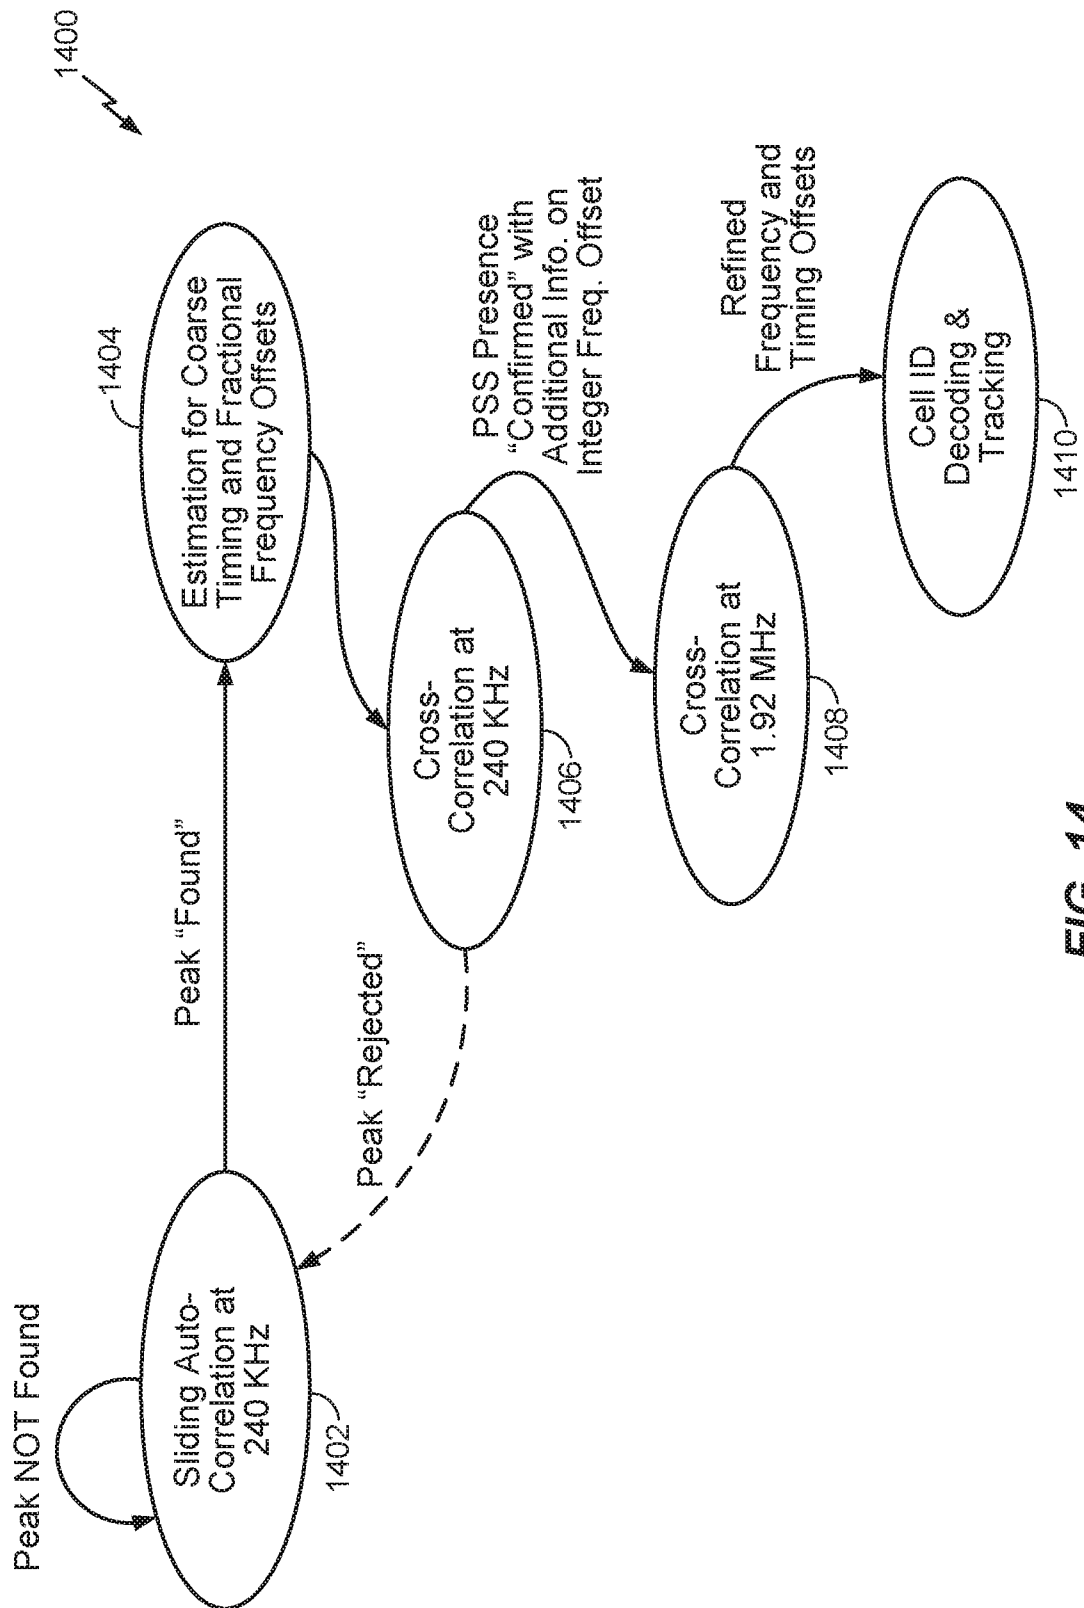 1400
Peak NOT Found
Sliding Auto-
Correlation at
240 KHz
1402
Peak "Found"
Estimation for Coarse
Timing and Fractional
Frequency Offsets
1404
Peak "Rejected"
Cross-
Correlation at
240 KHz
1406
PSS Presence
"Confirmed" with
Additional Info. on
Integer Freq. Offset
Cross-
Correlation at
1.92 MHz
1408
Refined
Frequency and
Timing Offsets
Cell ID
Decoding &
Tracking
1410
FIG. 14